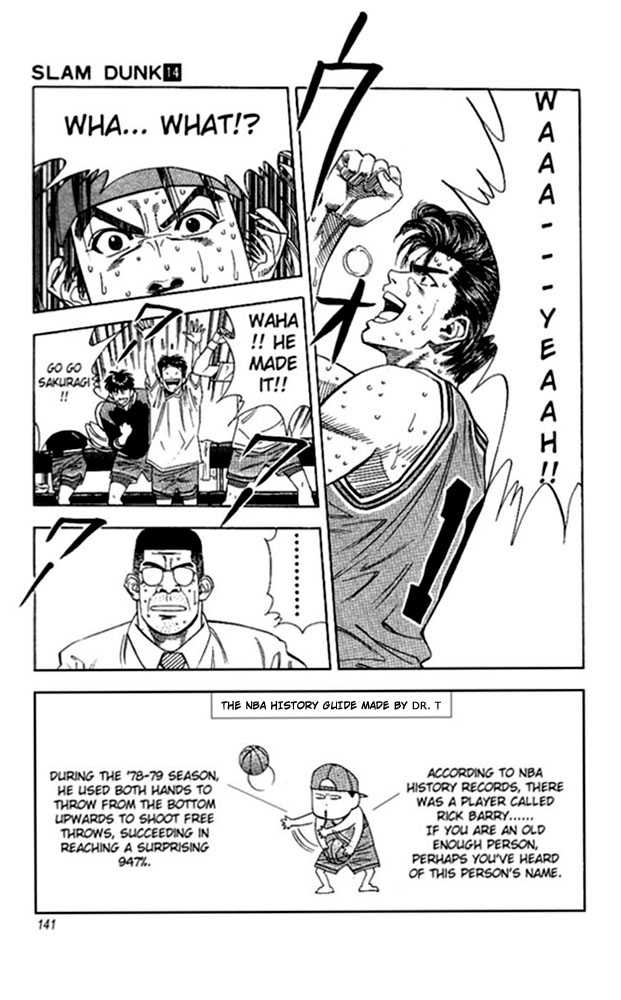 SLAM DUNK 14
WAAA---YEAAH!!
オ
WHA... WHAT!?
WAHA
!! HE
MADE
IT!!
GO GO
SAKURAGI
!!
.........
THE NBA HISTORY GUIDE MADE BY DR. T
ACCORDING TO NBA
HISTORY RECORDS, THERE
WAS A PLAYER CALLED
RICK BARRY......
IF YOU ARE AN OLD
ENOUGH PERSON,
PERHAPS YOU'VE HEARD
OF THIS PERSON'S NAME.
DURING THE '78-79 SEASON,
HE USED BOTH HANDS TO
THROW FROM THE BOTTOM
UPWARDS TO SHOOT FREE
THROWS, SUCCEEDING IN
REACHING A SURPRISING
947%.
141